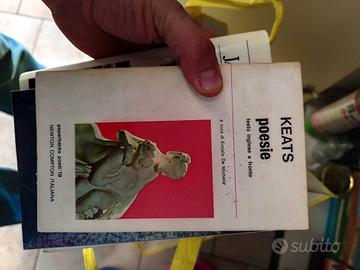 KEATS
poesie
testo inglese a fronte
a cura di Eurialo De Michelis
paperbacks poeti/19
NEWTON COMPTON ITALIANA
subito